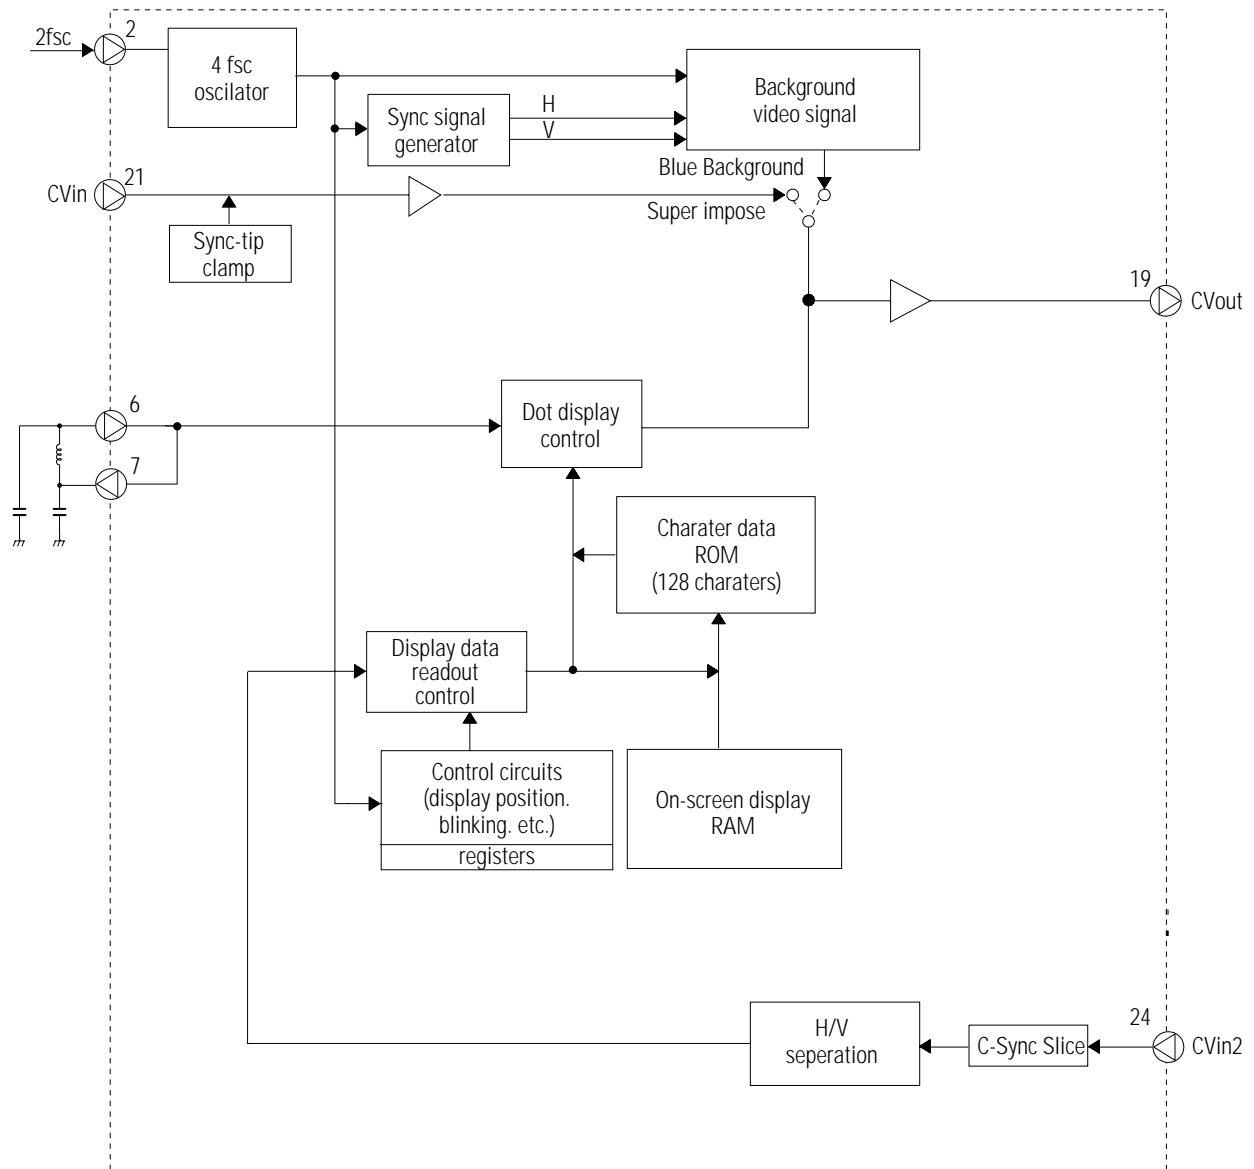 2fsc
2
4 fsc
oscilator
Background
video signal
H
V
Sync signal
generator
Blue Background
21
CVin
Super impose
Sync-tip
clamp
19
CVout
6
7
Dot display
control
Charater data
ROM
(128 charaters)
Display data
readout
control
Control circuits
(display position.
blinking. etc.)
registers
On-screen display
RAM
H/V
seperation
C-Sync Slice
24
CVin2